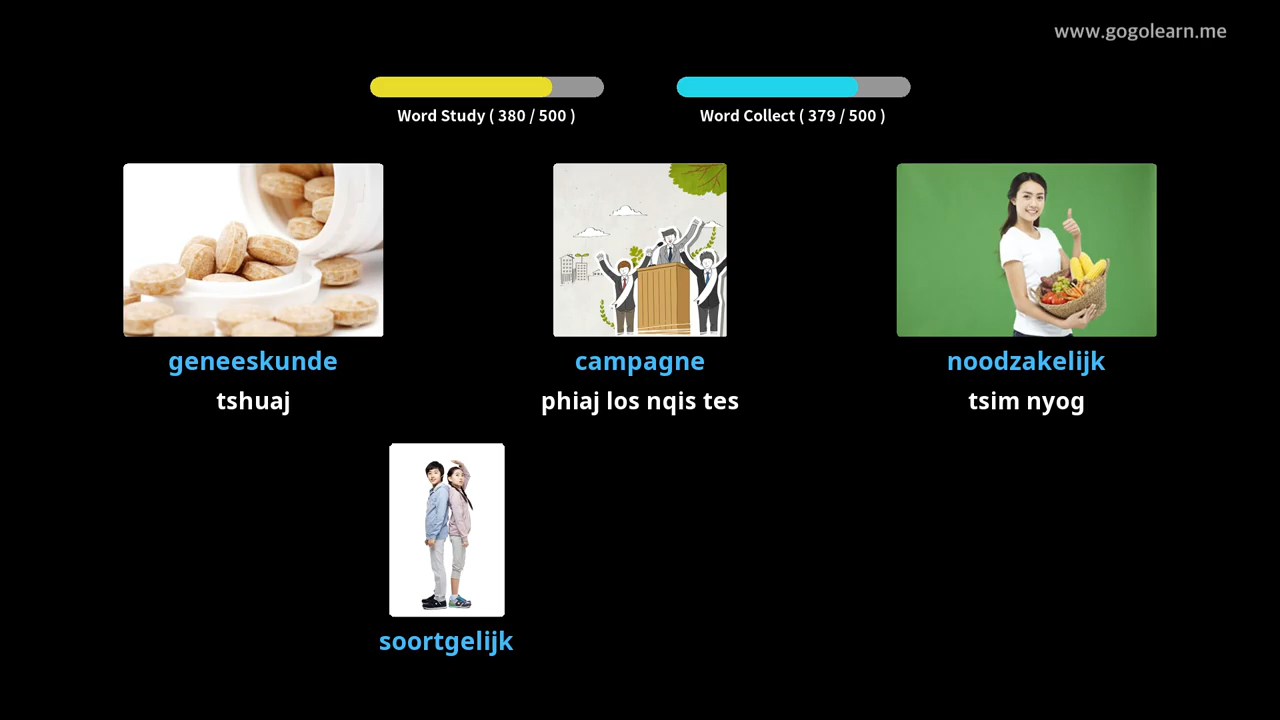 www.gogolearn.me
Word Study ( 380 / 500 )
Word Collect ( 379 / 500 )
geneeskunde
campagne
noodzakelijk
tshuaj
phiaj los nqis tes
tsim nyog
soortgelijk